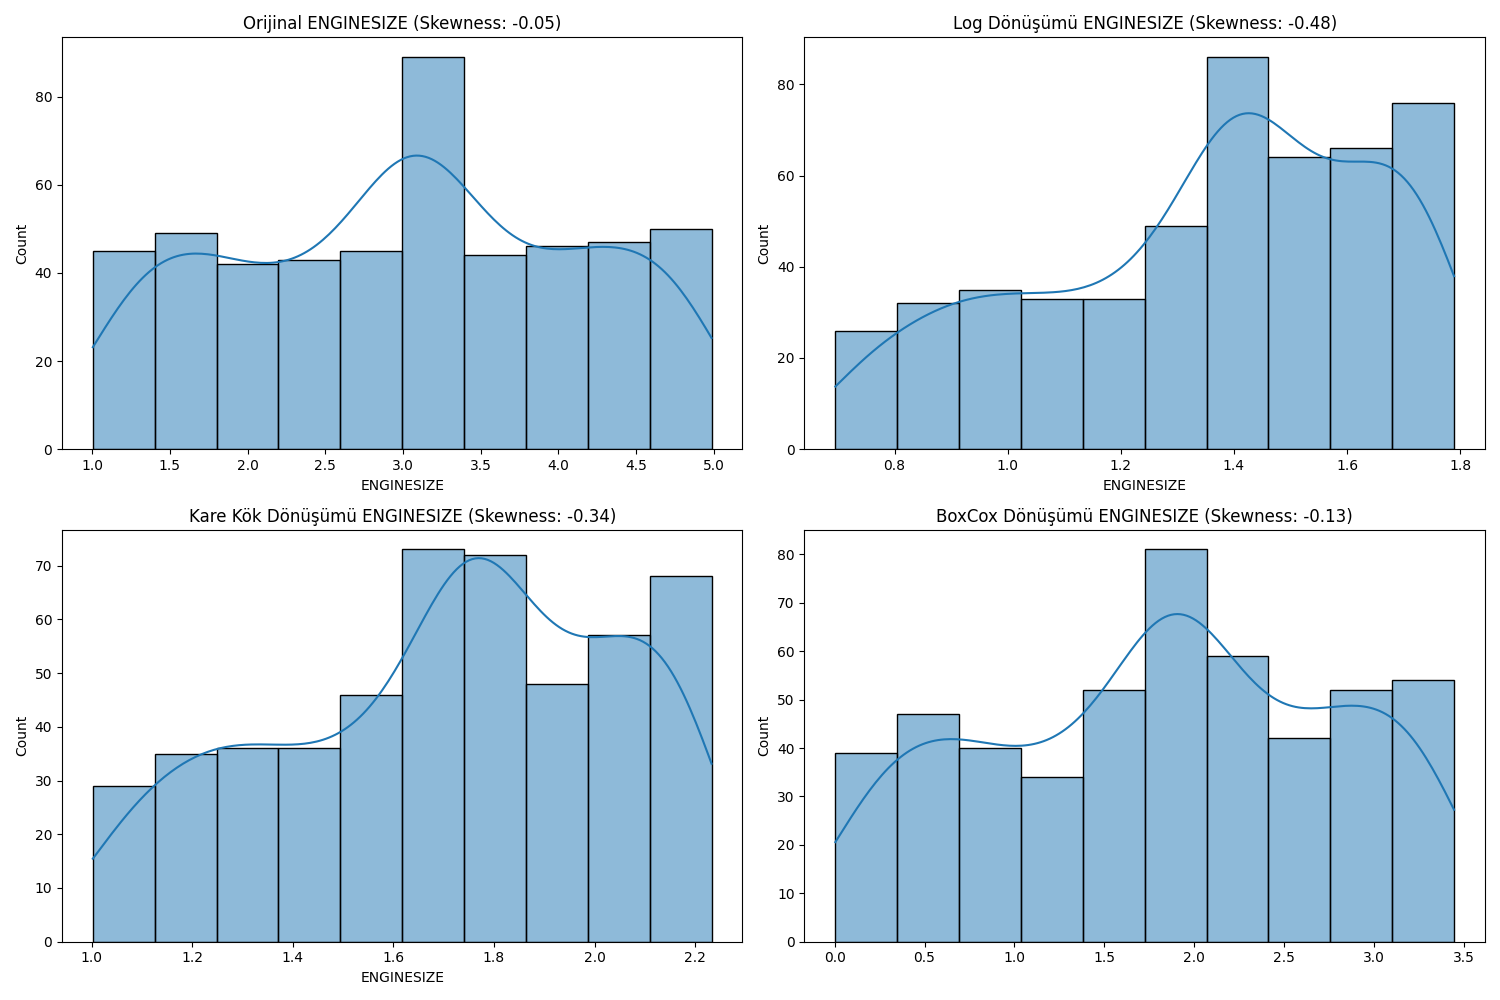 Orijinal ENGINESIZE (Skewness: -0.05)
Count
80
60
40
20
0
1.0 1.5 2.0 2.5 3.0 3.5 4.0 4.5 5.0
ENGINESIZE
Log Dönüşümü ENGINESIZE (Skewness: -0.48)
Count
80
60
40
20
0
0.8 1.0 1.2 1.4 1.6 1.8
ENGINESIZE
Kare Kök Dönüşümü ENGINESIZE (Skewness: -0.34)
Count
70
60
50
40
30
20
10
0
1.0 1.2 1.4 1.6 1.8 2.0 2.2
ENGINESIZE
BoxCox Dönüşümü ENGINESIZE (Skewness: -0.13)
Count
80
70
60
50
40
30
20
10
0
0.0 0.5 1.0 1.5 2.0 2.5 3.0 3.5